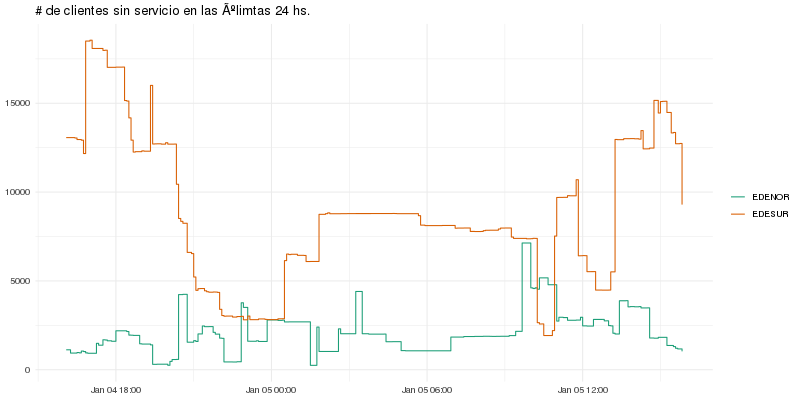 # de clientes sin servicio en las Ãºlimtas 24 hs.
15000
10000
5000
0
Jan 04 18:00
Jan 05 00:00
Jan 05 06:00
Jan 05 12:00
EDENOR
EDESUR